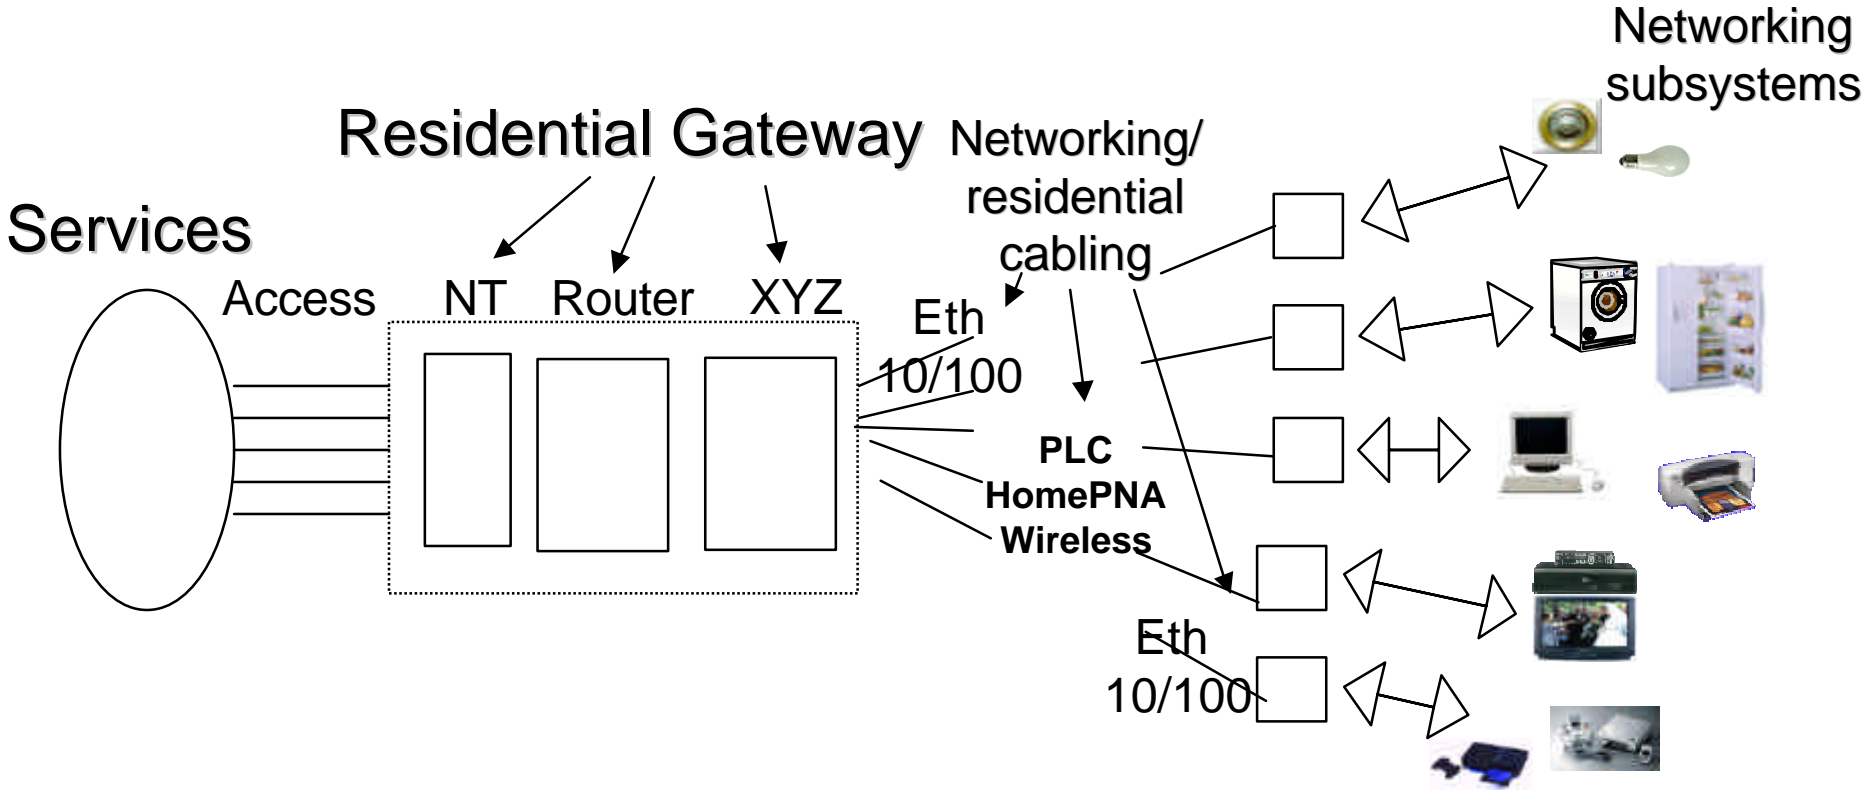 Networking
subsystems
Residential Gateway
Networking/
residential
cabling
Services
Access
NT
Router
XYZ
Eth
10/100
PLC
HomePNA
Wireless
Eth
10/100